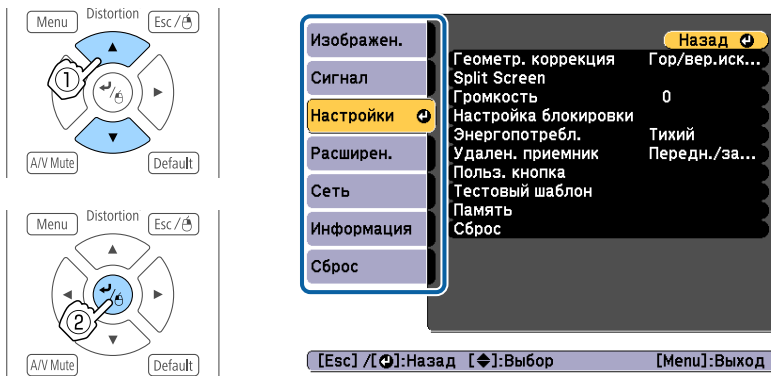 Menu Distortion Esc/
1
A/V Mute Default
Menu Distortion Esc/
2
A/V Mute Default
Изображен.
Сигнал
Настройки
Расширен.
Сеть
Информация
Сброс
Назад
Геометр. коррекция Гор/вер.иск...
Split Screen
Громкость 0
Настройка блокировки
Энергопотребл. Тихий
Удален. приемник Передн./за...
Польз. кнопка
Тестовый шаблон
Память
Сброс
[Esc] /[ ]:Назад [ ]:Выбор [Menu]:Выход